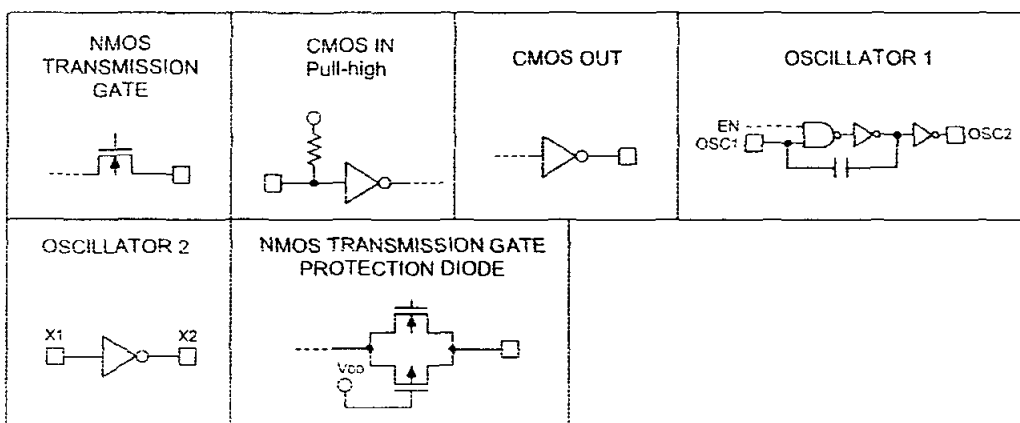 NMOS
TRANSMISSION
GATE
CMOS IN
Pull-high
CMOS OUT
OSCILLATOR 1
EN
OSC1
OSC2
OSCILLATOR 2
X1
X2
NMOS TRANSMISSION GATE
PROTECTION DIODE
VDD